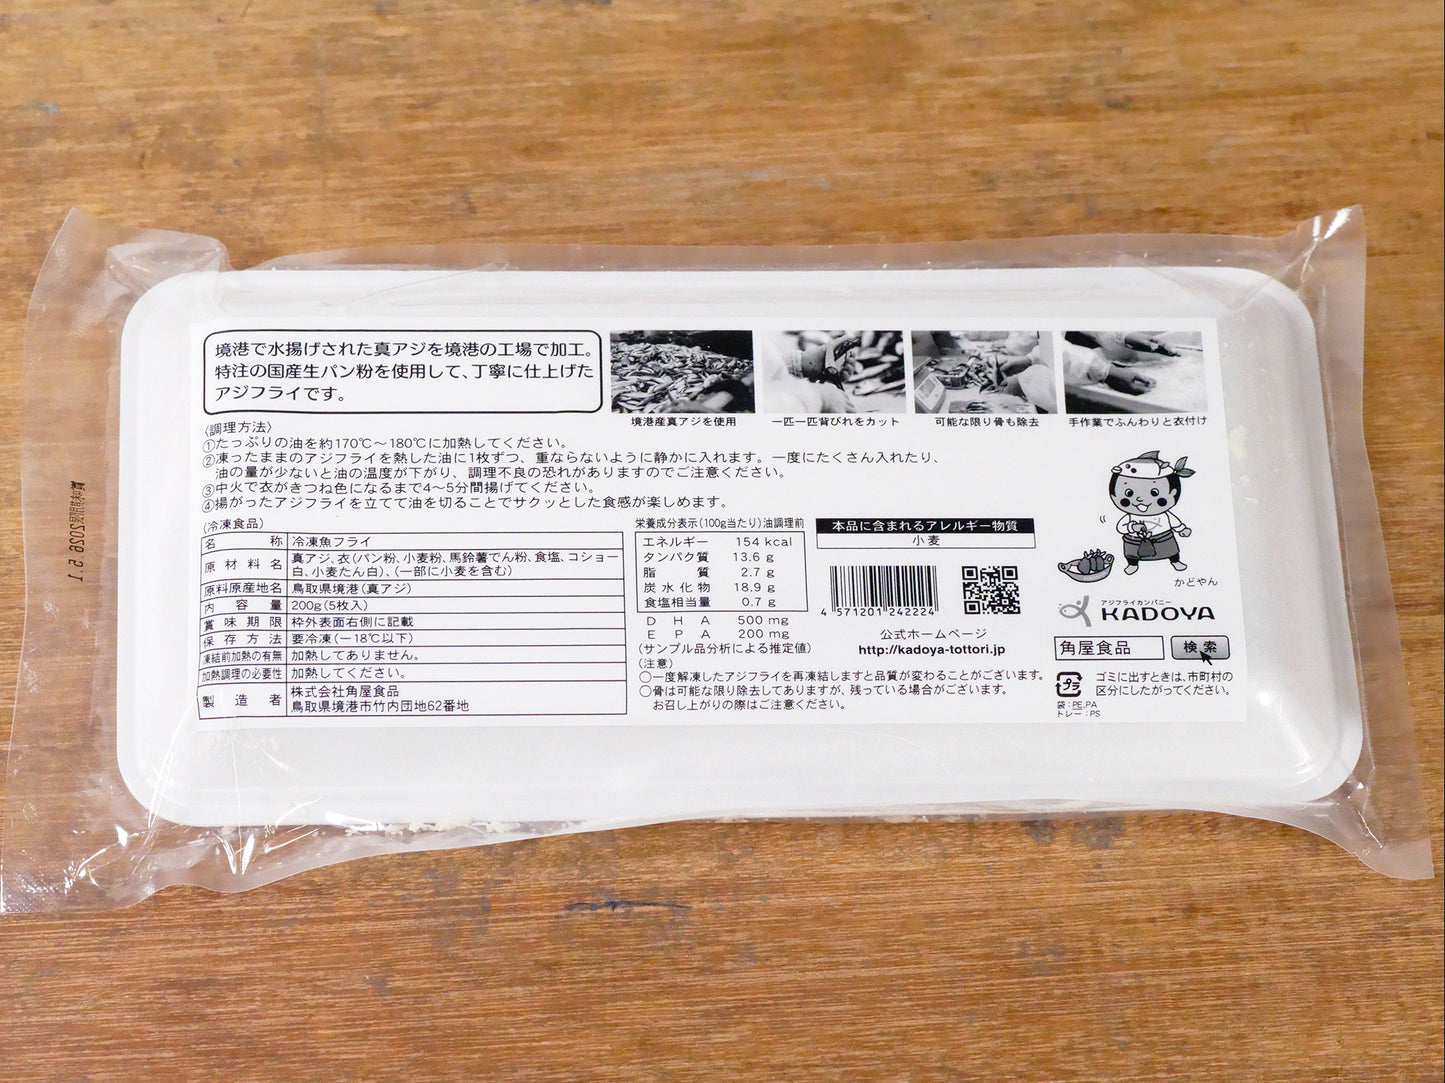 境港で水揚げされた真アジを境港の工場で加工。
特注の国産生パン粉を使用して、丁寧に仕上げた
アジフライです。
境港産真アジを使用
一匹一匹背びれをカット
可能な限り骨も除去
手作業でふんわりと衣付け
〈調理方法〉
①たっぷりの油を約170℃～180℃に加熱してください。
②凍ったままのアジフライを熱した油に1枚ずつ、重ならないように静かに入れます。一度にたくさん入れたり、
油の量が少ないと油の温度が下がり、調理不良の恐れがありますのでご注意ください。
③中火で衣がきつね色になるまで4～5分間揚げてください。
④揚がったアジフライを立てて油を切ることでサクッとした食感が楽しめます。
(冷凍食品)
名称 冷凍魚フライ
原材料名 真アジ、衣(パン粉、小麦粉、馬鈴薯でん粉、食塩、コショー
白、小麦たん白)、(一部に小麦を含む)
原料原産地名 鳥取県境港(真アジ)
内容量 200g(5枚入)
賞味期限 枠外表面右側に記載
保存方法 要冷凍(－18℃以下)
凍結前加熱の有無 加熱してありません。
加熱調理の必要性 加熱してください。
製造者 株式会社角屋食品
鳥取県境港市竹内団地62番地
栄養成分表示(100g当たり)油調理前
エネルギー 154 kcal
タンパク質 13.6 g
脂質 2.7 g
炭水化物 18.9 g
食塩相当量 0.7 g
DHA 500 mg
EPA 200 mg
(サンプル品分析による推定値)
(注意)
○一度解凍したアジフライを再凍結しますと品質が変わることがございます。
○骨は可能な限り除去してありますが、残っている場合がございます。
お召し上がりの際はご注意ください。
本品に含まれるアレルギー物質
小麦
4 571201 242224
公式ホームページ
http://kadoya-tottori.jp
かどやん
アジフライカンパニー
KADOYA
角屋食品 検索
プラ
ゴミに出すときは、市町村の
区分にしたがってください。
袋：PE,PA
トレー：PS
賞味期限2026.5.1